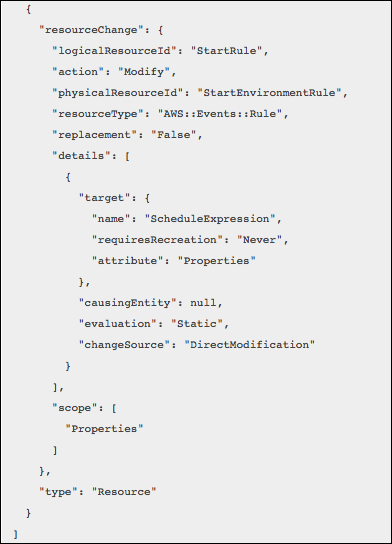 {
"resourceChange": {
"logicalResourceId": "StartRule",
"action": "Modify",
"physicalResourceId": "StartEnvironmentRule",
"resourceType": "AWS::Events::Rule",
"replacement": "False",
"details": [
{
"target": {
"name": "ScheduleExpression",
"requiresRecreation": "Never",
"attribute": "Properties"
},
"causingEntity": null,
"evaluation": "Static",
"changeSource": "DirectModification"
}
],
"scope": [
"Properties"
]
},
"type": "Resource"
}
]